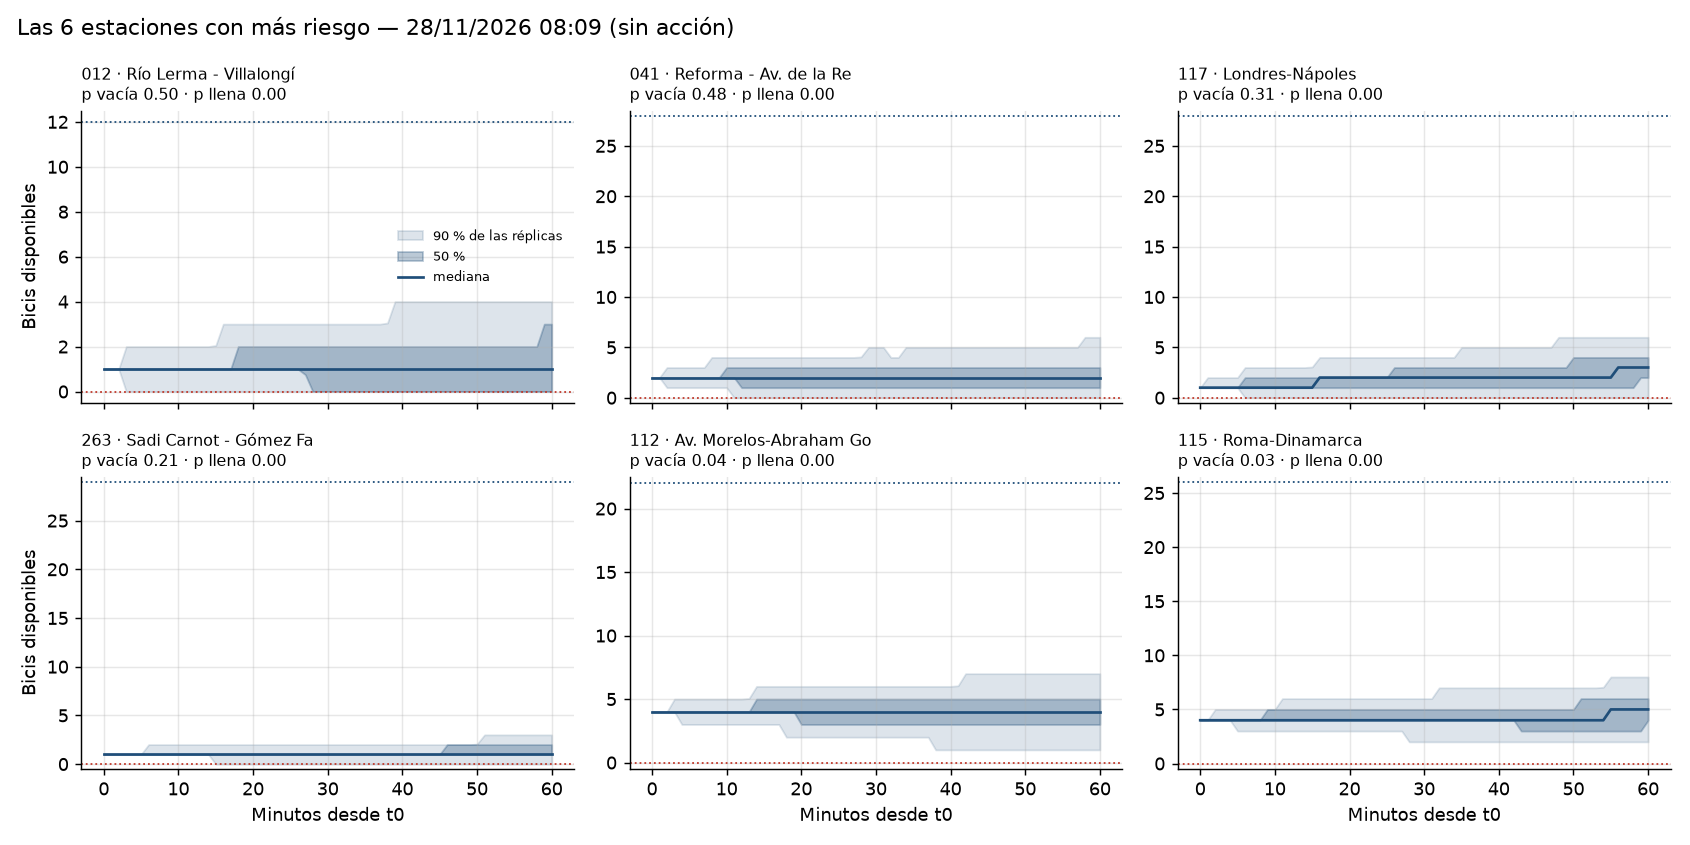 Las 6 estaciones con más riesgo — 28/11/2026 08:09 (sin acción)
012 · Río Lerma - Villalongí
p vacía 0.50 · p llena 0.00
12
10
8
6
4
2
0
Bicis disponibles
90 % de las réplicas
50 %
mediana
041 · Reforma - Av. de la Re
p vacía 0.48 · p llena 0.00
25
20
15
10
5
0
117 · Londres-Nápoles
p vacía 0.31 · p llena 0.00
25
20
15
10
5
0
263 · Sadi Carnot - Gómez Fa
p vacía 0.21 · p llena 0.00
25
20
15
10
5
0
Bicis disponibles
0 10 20 30 40 50 60
Minutos desde t0
112 · Av. Morelos-Abraham Go
p vacía 0.04 · p llena 0.00
20
15
10
5
0
0 10 20 30 40 50 60
Minutos desde t0
115 · Roma-Dinamarca
p vacía 0.03 · p llena 0.00
25
20
15
10
5
0
0 10 20 30 40 50 60
Minutos desde t0